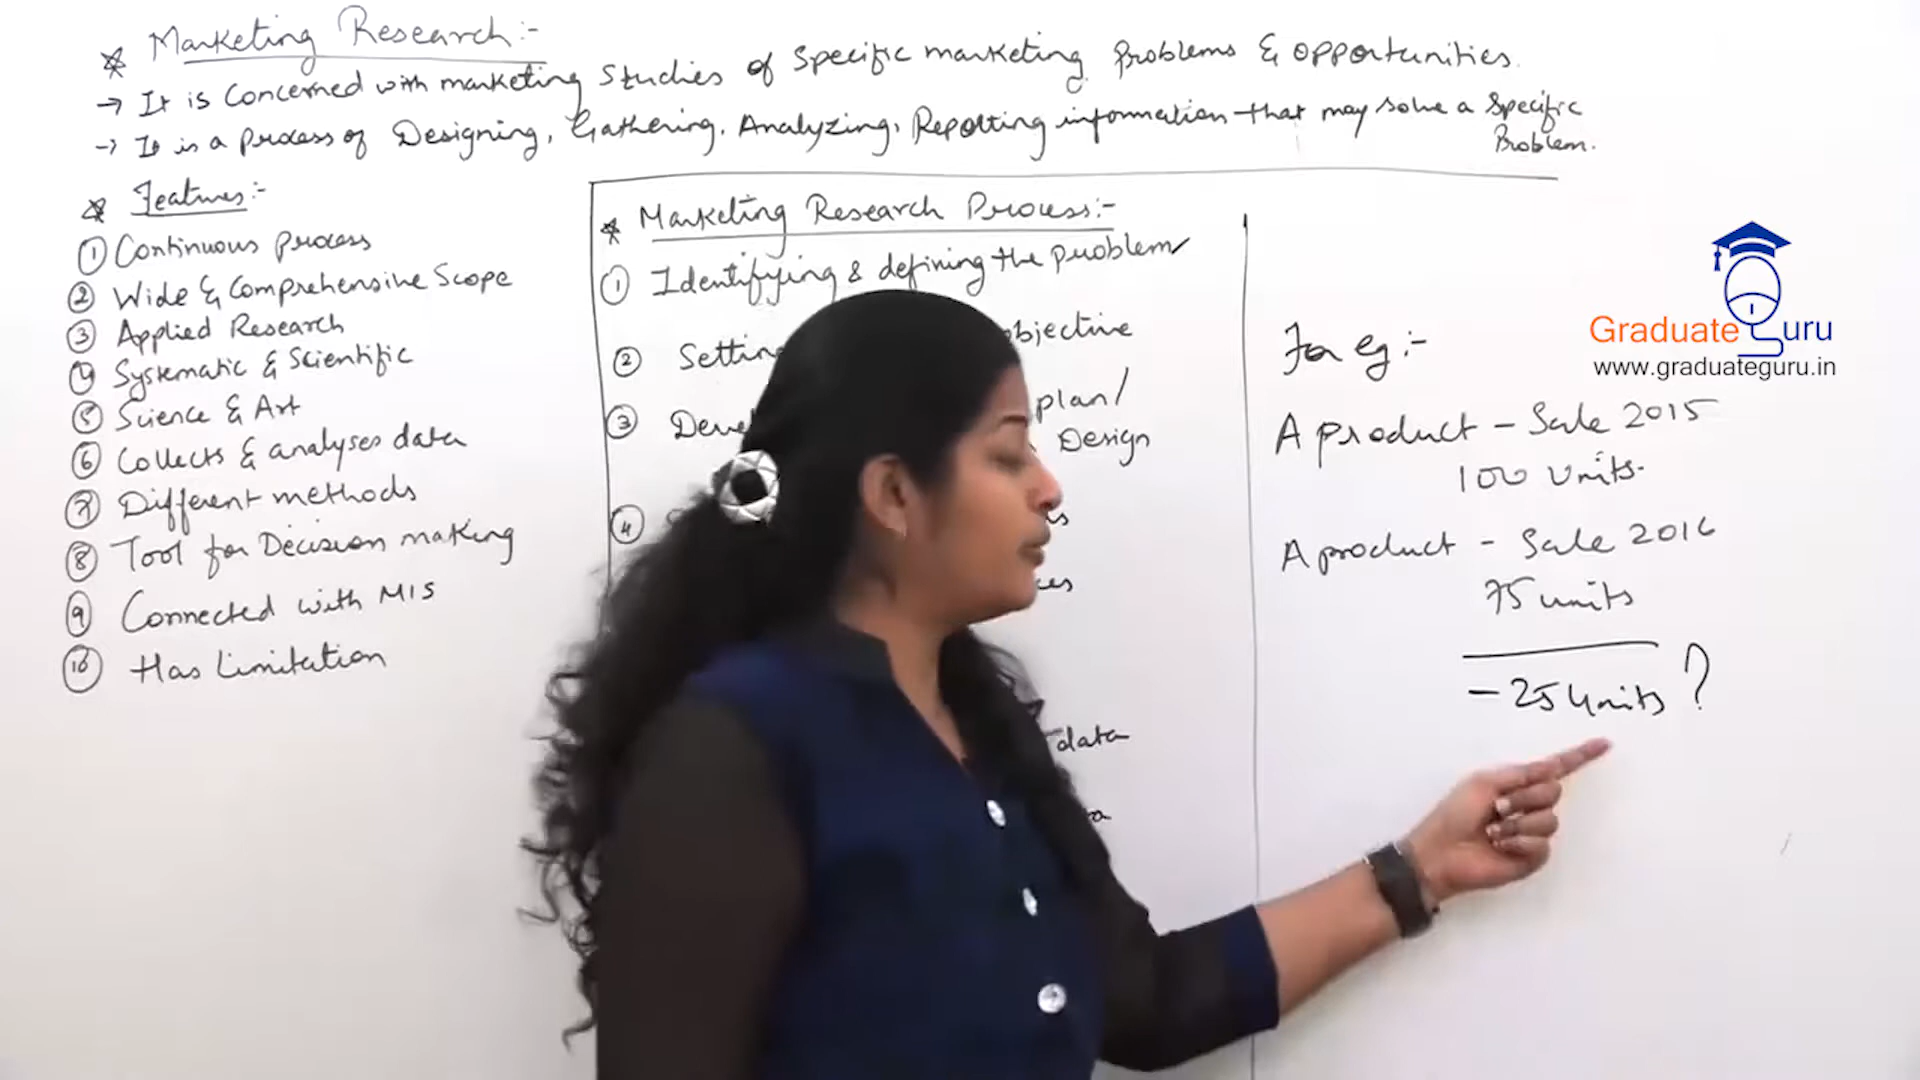 * Marketing Research:-
→ It is concerned with marketing studies of specific marketing problems & opportunities.
→ It is a process of Designing, Gathering, Analyzing, Reporting information that may solve a specific
Problem.
* Features:-
① Continuous process
② Wide & Comprehensive Scope
③ Applied Research
④ Systematic & Scientific
⑤ Science & Art
⑥ Collects & analyses data
⑦ Different methods
⑧ Tool for Decision making
⑨ Connected with MIS
⑩ Has Limitation
* Marketing Research Process:-
① Identifying & defining the problem
② objective
③ plan/
Design
④
data
For eg:-
A product - Sale 2015
100 units.
A product - Sale 2016
75 units
- 25 units ?
Graduate Guru
www.graduateguru.in